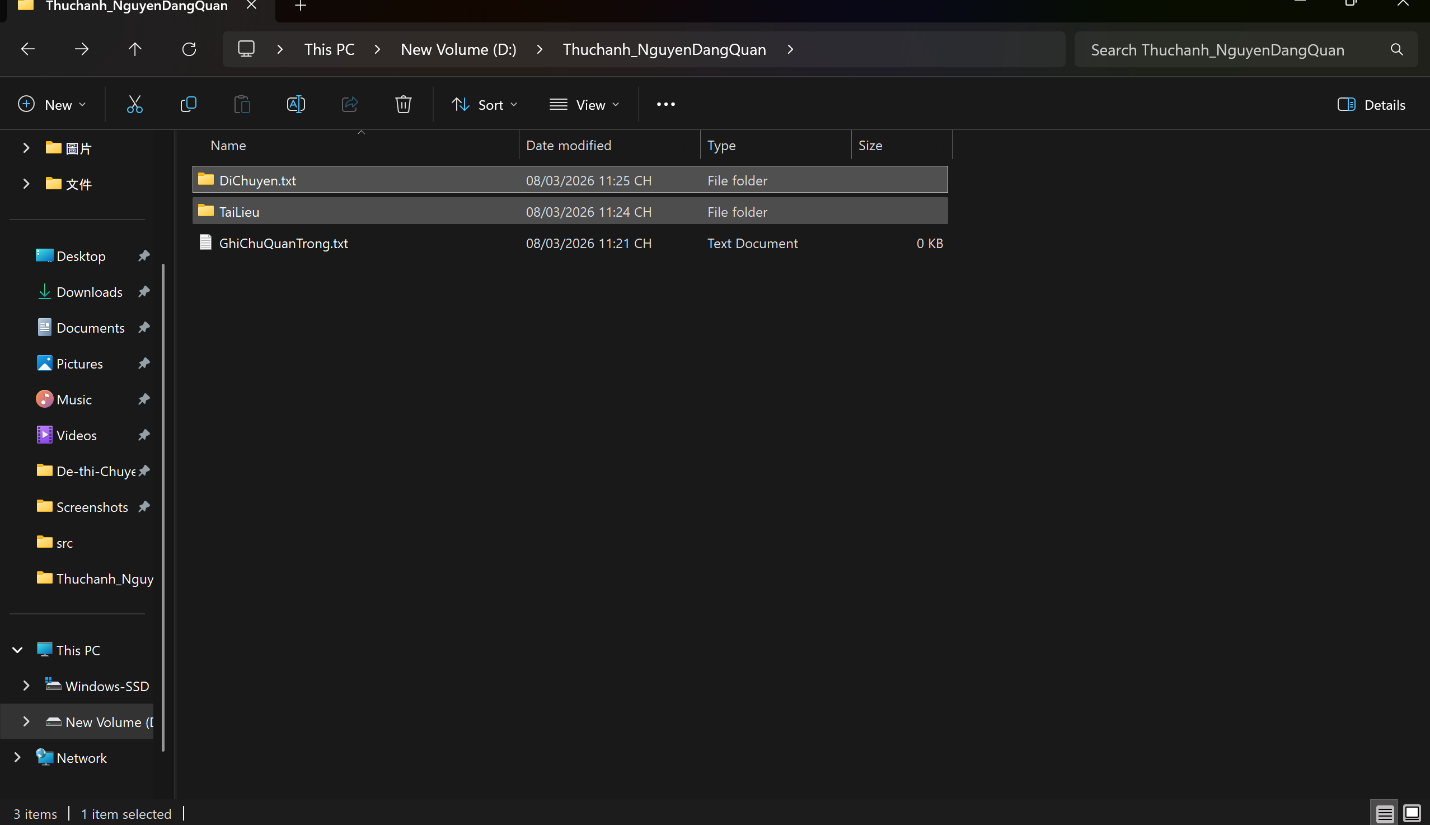 Thuchanh_NguyenDangQuan
This PC > New Volume (D:) > Thuchanh_NguyenDangQuan >
Search Thuchanh_NguyenDangQuan
New
Sort
View
Details
圖片
文件
Desktop
Downloads
Documents
Pictures
Music
Videos
De-thi-Chuye
Screenshots
src
Thuchanh_Nguy
This PC
Windows-SSD
New Volume (D
Network
Name Date modified Type Size
DiChuyen.txt 08/03/2026 11:25 CH File folder
TaiLieu 08/03/2026 11:24 CH File folder
GhiChuQuanTrong.txt 08/03/2026 11:21 CH Text Document 0 KB
3 items 1 item selected